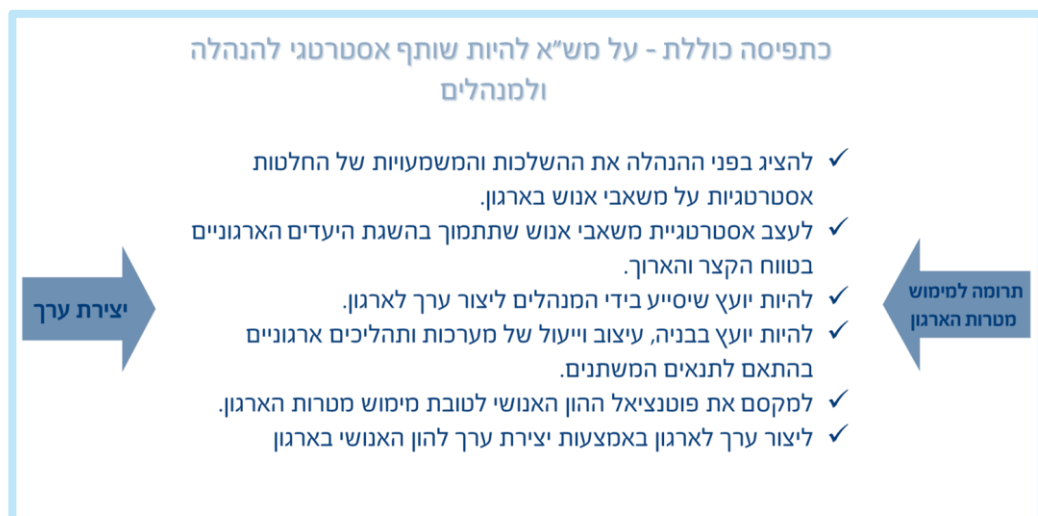 כתפיסה כוללת - על מש"א להיות שותף אסטרטגי להנהלה
ולמנהלים
✓ להציג בפני ההנהלה את ההשלכות והמשמעויות של החלטות
אסטרטגיות על משאבי אנוש בארגון.
✓ לעצב אסטרטגיית משאבי אנוש שתתמוך בהשגת היעדים הארגוניים
בטווח הקצר והארוך.
✓ להיות יועץ שיסייע בידי המנהלים ליצור ערך לארגון.
✓ להיות יועץ בבניה, עיצוב וייעול של מערכות ותהליכים ארגוניים
בהתאם לתנאים המשתנים.
✓ למקסם את פוטנציאל ההון האנושי לטובת מימוש מטרות הארגון.
✓ ליצור ערך לארגון באמצעות יצירת ערך להון האנושי בארגון
תרומה למימוש
מטרות הארגון
יצירת ערך